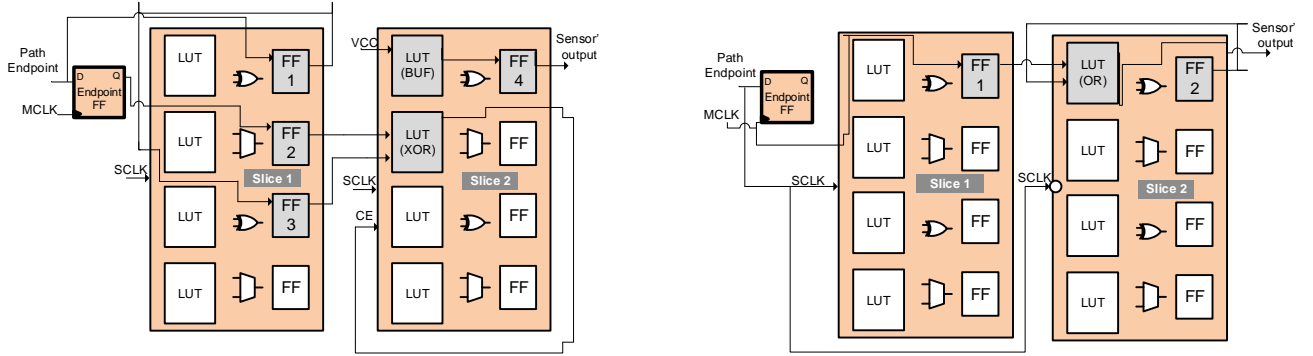 Path
Endpoint
D
Q
Endpoint
FF
MCLK
SCLK
LUT
FF
1
LUT
FF
2
Slice 1
LUT
FF
3
LUT
FF
VCC
LUT
(BUF)
FF
4
Sensor'
output
LUT
(XOR)
FF
SCLK
Slice 2
CE
LUT
FF
LUT
FF
Path
Endpoint
D
Q
Endpoint
FF
MCLK
SCLK
LUT
FF
1
LUT
FF
Slice 1
LUT
FF
LUT
FF
LUT
(OR)
FF
2
Sensor'
output
LUT
FF
SCLK
Slice 2
LUT
FF
LUT
FF